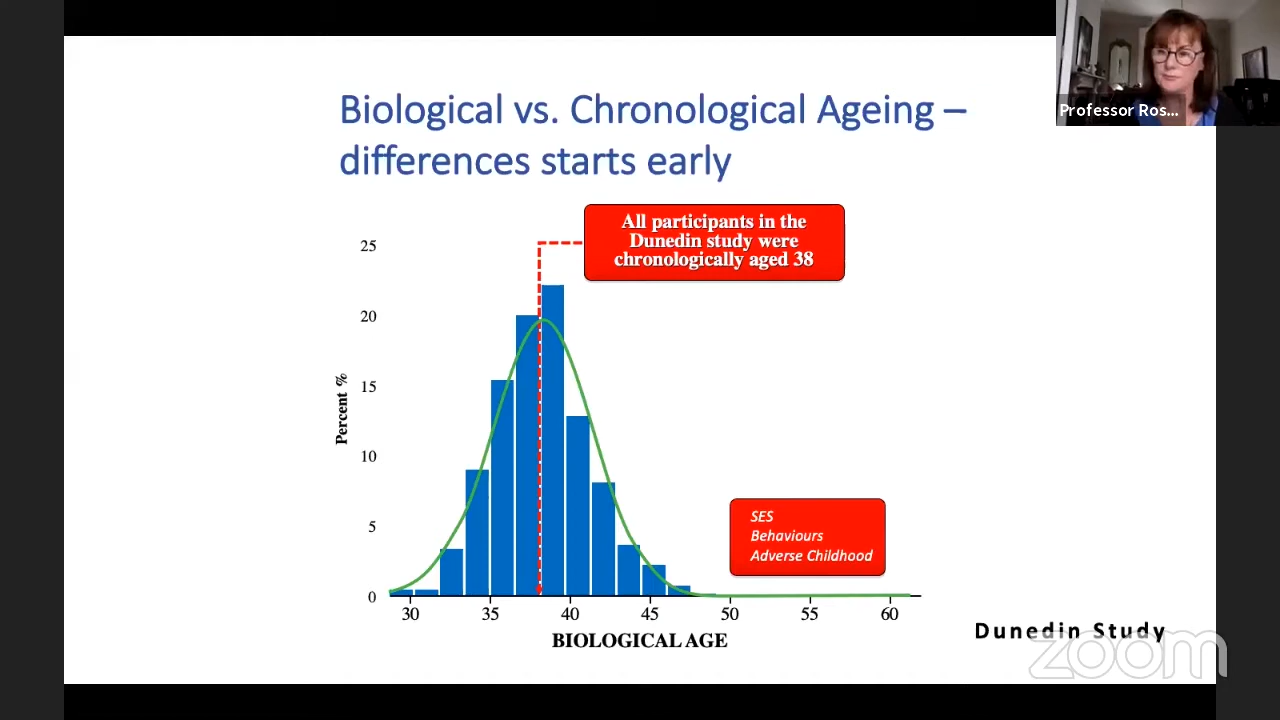 Professor Ros...
Biological vs. Chronological Ageing –
differences starts early
All participants in the
Dunedin study were
chronologically aged 38
25
20
15
10
5
0
Percent %
SES
Behaviours
Adverse Childhood
30 35 40 45 50 55 60
BIOLOGICAL AGE
Dunedin Study
zoom